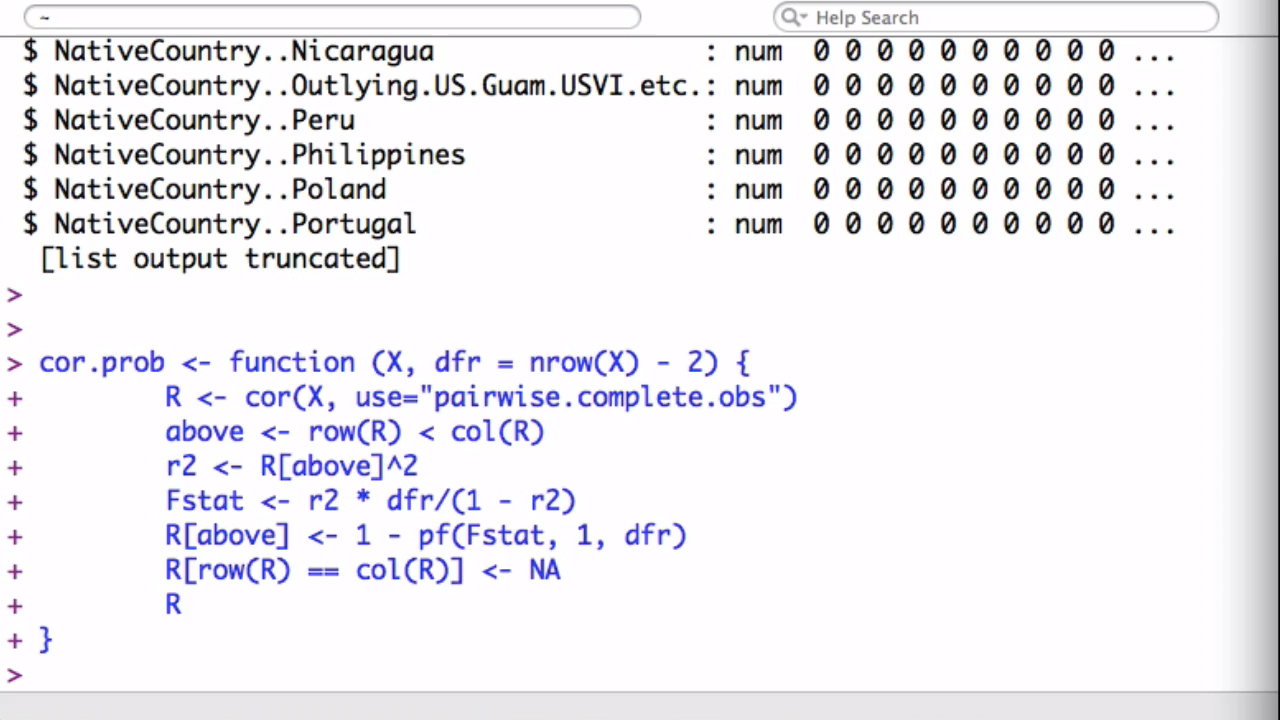 ~
Help Search
$ NativeCountry..Nicaragua : num 0 0 0 0 0 0 0 0 0 0 ...
$ NativeCountry..Outlying.US.Guam.USVI.etc.: num 0 0 0 0 0 0 0 0 0 0 ...
$ NativeCountry..Peru : num 0 0 0 0 0 0 0 0 0 0 ...
$ NativeCountry..Philippines : num 0 0 0 0 0 0 0 0 0 0 ...
$ NativeCountry..Poland : num 0 0 0 0 0 0 0 0 0 0 ...
$ NativeCountry..Portugal : num 0 0 0 0 0 0 0 0 0 0 ...
[list output truncated]
>
>
> cor.prob <- function (X, dfr = nrow(X) - 2) {
+ R <- cor(X, use="pairwise.complete.obs")
+ above <- row(R) < col(R)
+ r2 <- R[above]^2
+ Fstat <- r2 * dfr/(1 - r2)
+ R[above] <- 1 - pf(Fstat, 1, dfr)
+ R[row(R) == col(R)] <- NA
+ R
+ }
>